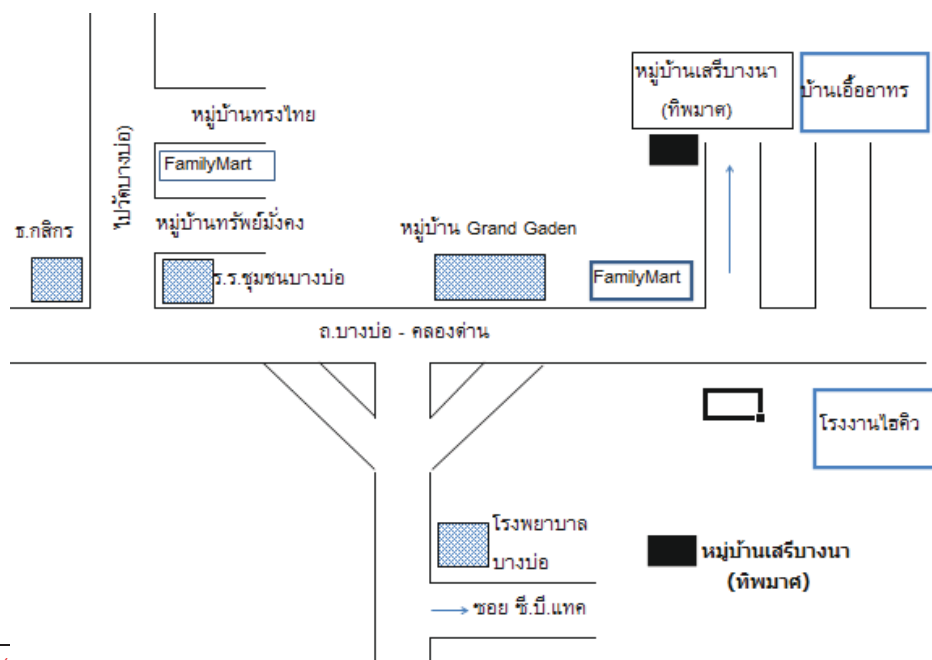 หมู่บ้านเสรีบางนา
(ทิพมาศ)
บ้านเอื้ออาทร
หมู่บ้านทรงไทย
FamilyMart
ไปวัดบางบ่อ)
หมู่บ้านทรัพย์มั่งคง
หมู่บ้าน Grand Gaden
ธ.กสิกร
ร.ร.ชุมชนบางบ่อ
FamilyMart
ถ.บางบ่อ - คลองด่าน
โรงงานไฮคิว
โรงพยาบาล
บางบ่อ
หมู่บ้านเสรีบางนา
(ทิพมาศ)
ซอย ซี.บี.แทค